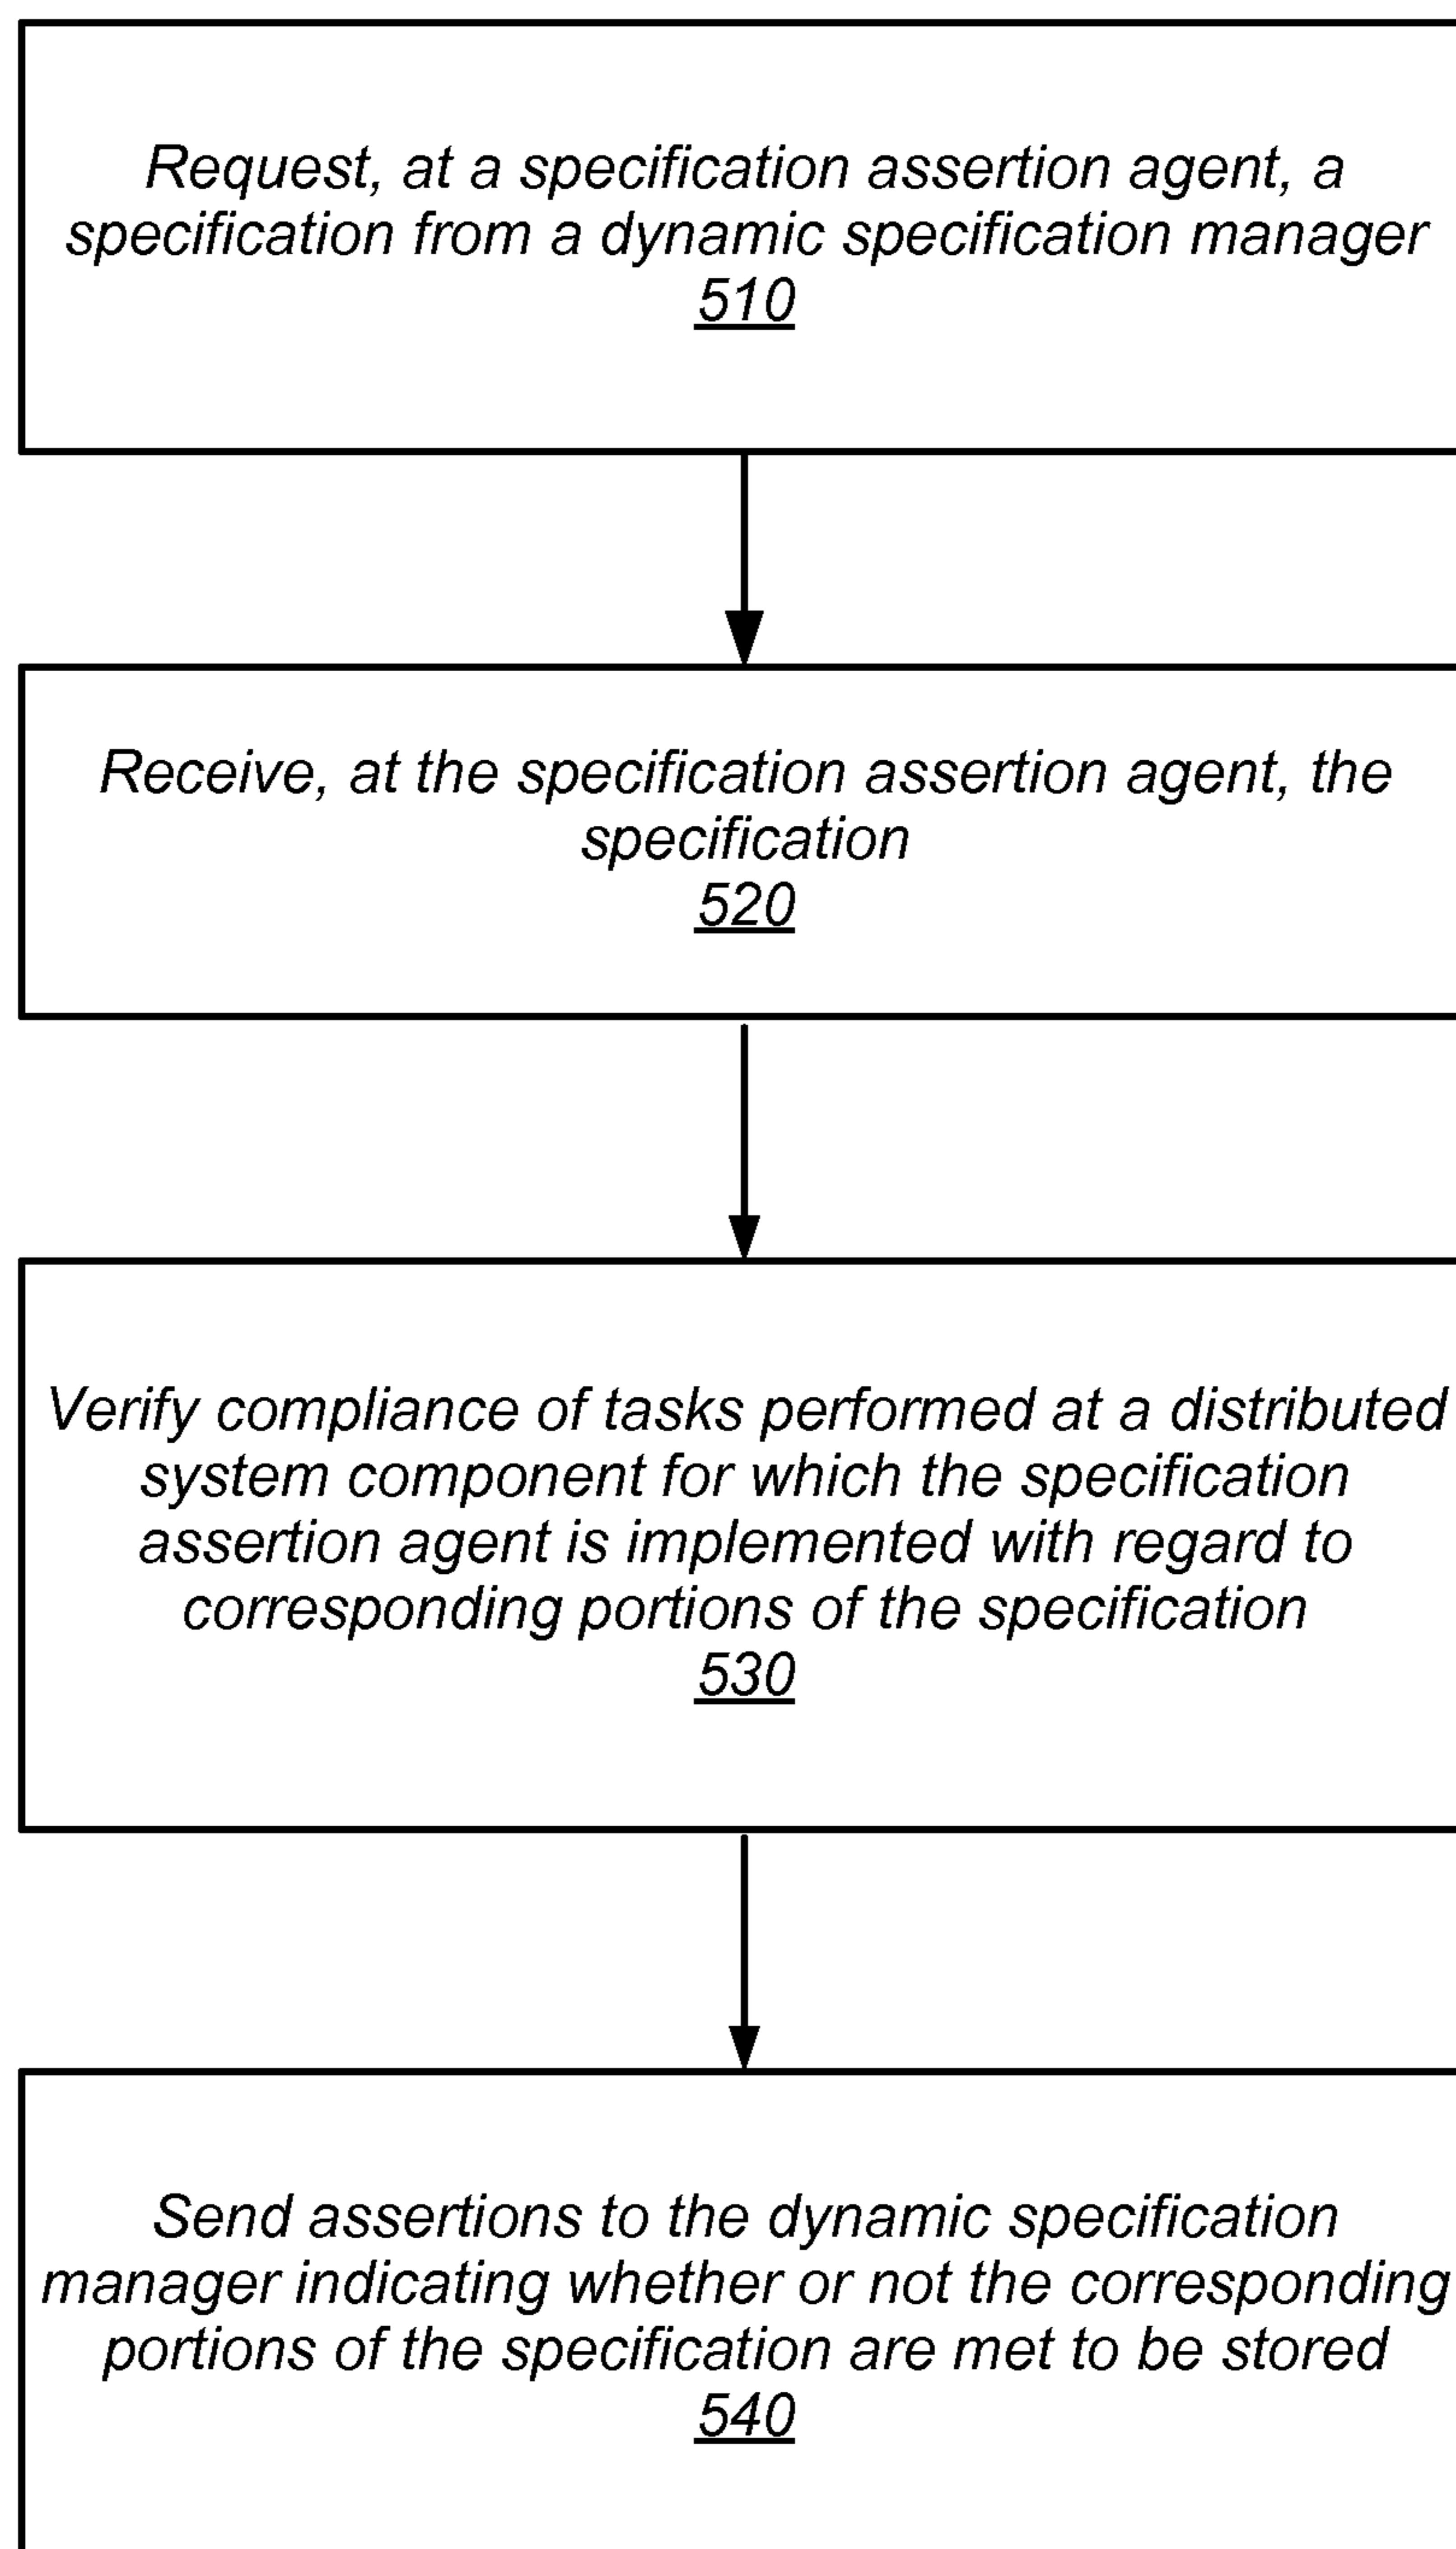 Request, at a specification assertion agent, a
specification from a dynamic specification manager
510
Receive, at the specification assertion agent, the
specification
520
Verify compliance of tasks performed at a distributed
system component for which the specification
assertion agent is implemented with regard to
corresponding portions of the specification
530
Send assertions to the dynamic specification
manager indicating whether or not the corresponding
portions of the specification are met to be stored
540